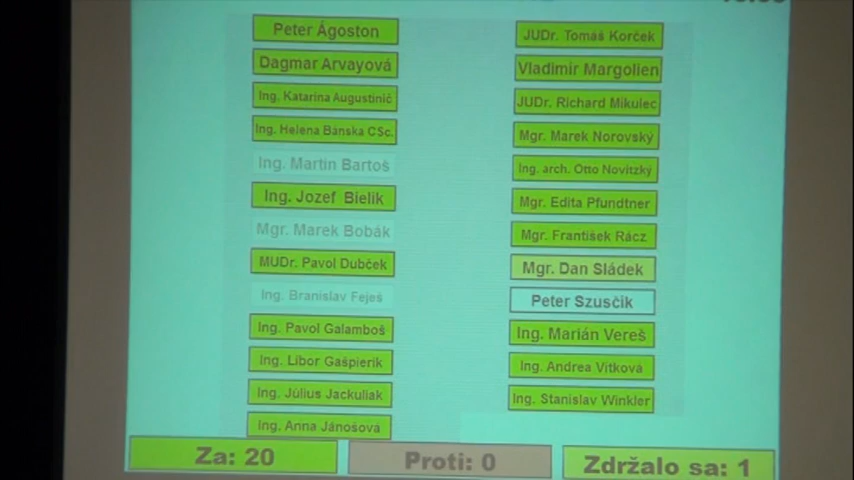 Peter Ágoston
Dagmar Arvayová
Ing. Katarína Augustinič
Ing. Helena Bánska CSc.
Ing. Martin Bartoš
Ing. Jozef Bielik
Mgr. Marek Bobák
MUDr. Pavol Dubček
Ing. Branislav Feješ
Ing. Pavol Galamboš
Ing. Libor Gašpierik
Ing. Július Jackuliak
Ing. Anna Jánošová
JUDr. Tomáš Korček
Vladimír Margolien
JUDr. Richard Mikulec
Mgr. Marek Norovský
Ing. arch. Otto Novitzký
Mgr. Edita Pfundtner
Mgr. František Rácz
Mgr. Dan Sládek
Peter Szusčik
Ing. Marián Vereš
Ing. Andrea Vítková
Ing. Stanislav Winkler
Za: 20
Proti: 0
Zdržalo sa: 1